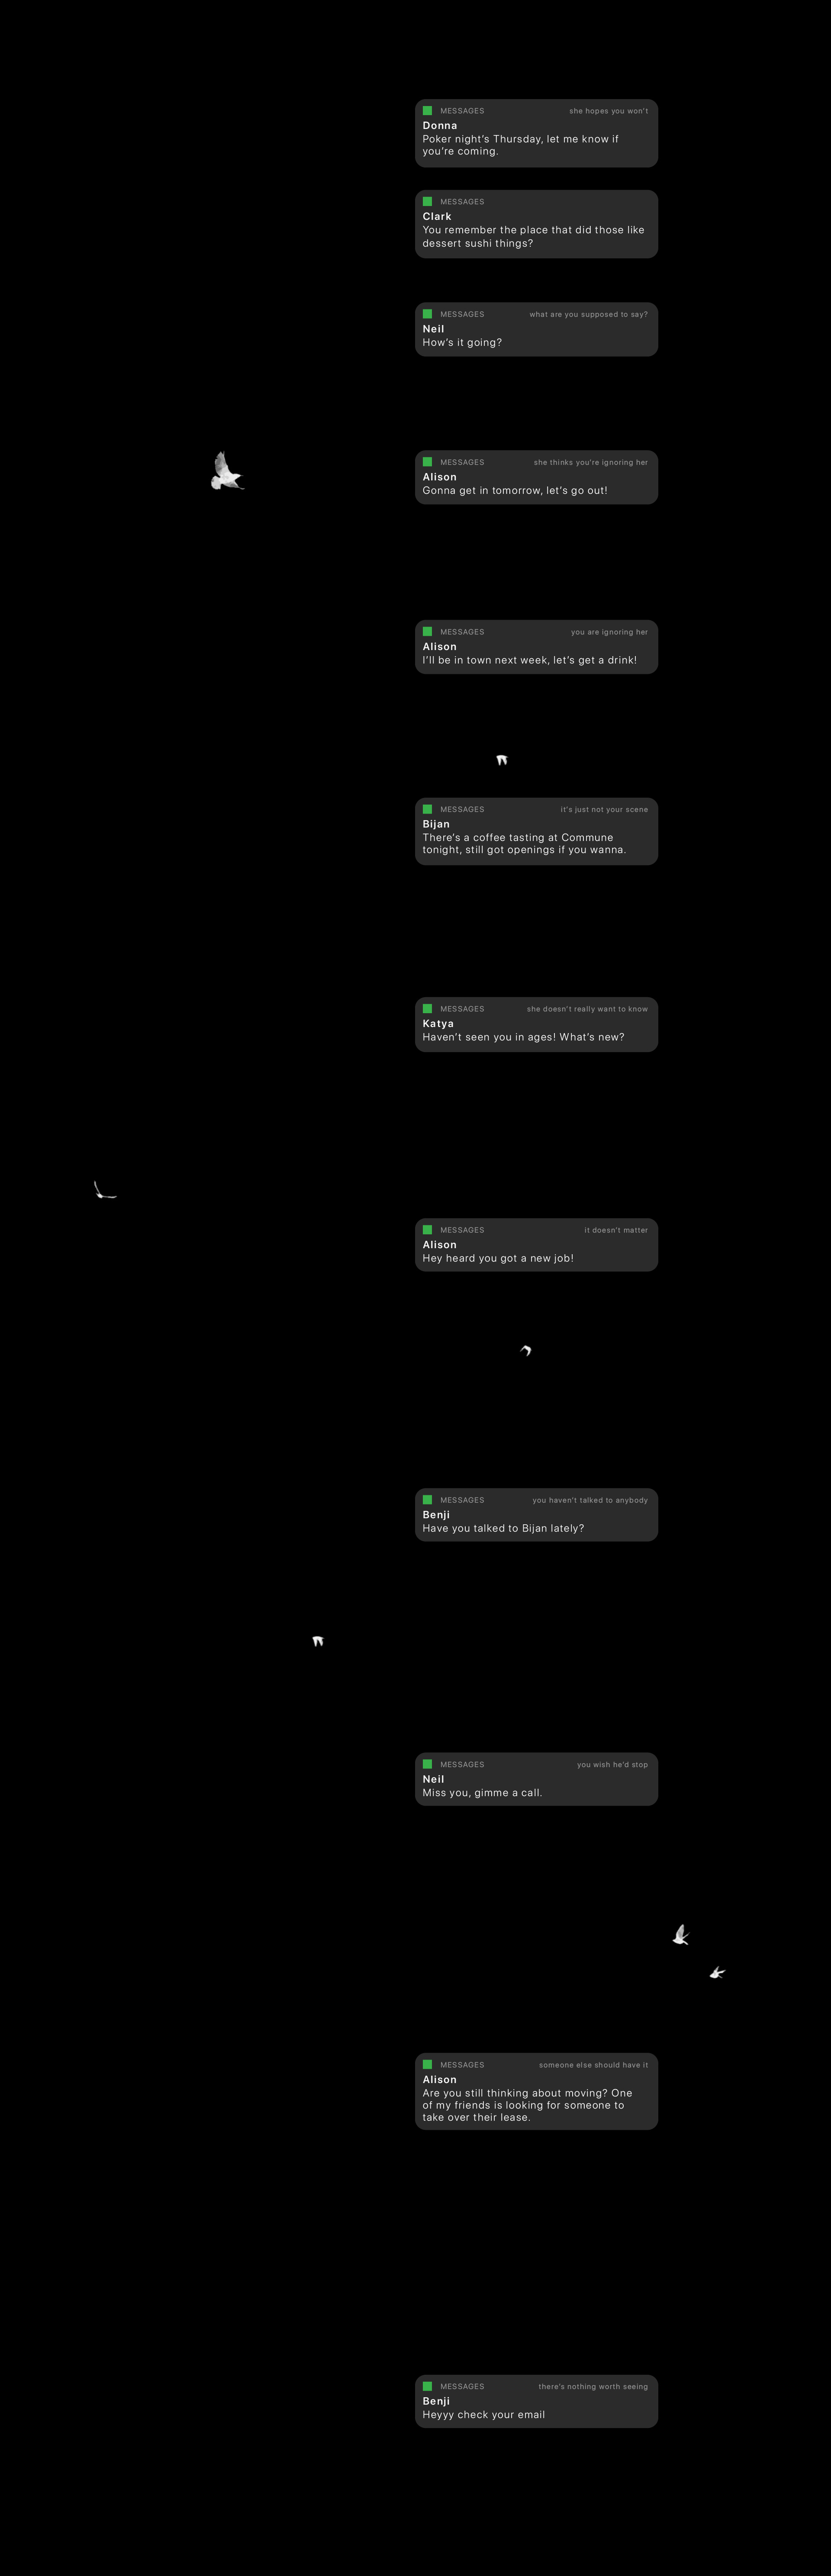 MESSAGES she hopes you won't
Donna
Poker night's Thursday, let me know if
you're coming.
MESSAGES
Clark
You remember the place that did those like
dessert sushi things?
MESSAGES what are you supposed to say?
Neil
How's it going?
MESSAGES she thinks you're ignoring her
Alison
Gonna get in tomorrow, let's go out!
MESSAGES you are ignoring her
Alison
I'll be in town next week, let's get a drink!
MESSAGES it's just not your scene
Bijan
There's a coffee tasting at Commune
tonight, still got openings if you wanna.
MESSAGES she doesn't really want to know
Katya
Haven't seen you in ages! What's new?
MESSAGES it doesn't matter
Alison
Hey heard you got a new job!
MESSAGES you haven't talked to anybody
Benji
Have you talked to Bijan lately?
MESSAGES you wish he'd stop
Neil
Miss you, gimme a call.
MESSAGES someone else should have it
Alison
Are you still thinking about moving? One
of my friends is looking for someone to
take over their lease.
MESSAGES there's nothing worth seeing
Benji
Heyyy check your email